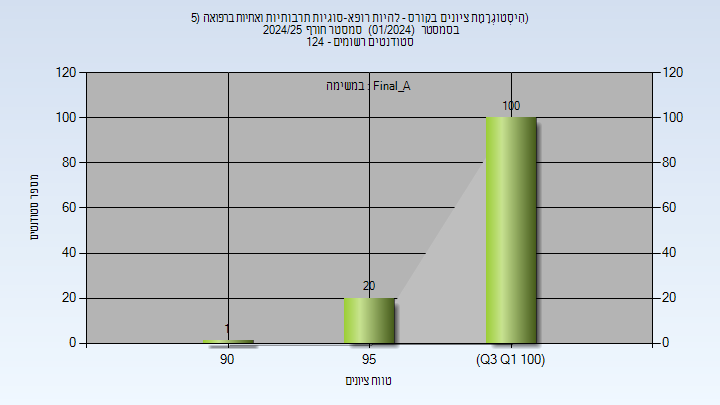 הִיסְטוֹגְרָמַת ציונים בקורס - להיות רופא-סוגיות תרבותיות ואתיות ברפואה (5)
בסמסטר (01/2024) סמסטר חורף 2024/25
סטודנטים רשומים - 124
במשימה : Final_A
מספר סטודנטים
120 120
100 100
80 80
60 60
40 40
20 20
0 0
1
20
100
90 95 (Q3 Q1 100)
טווח ציונים